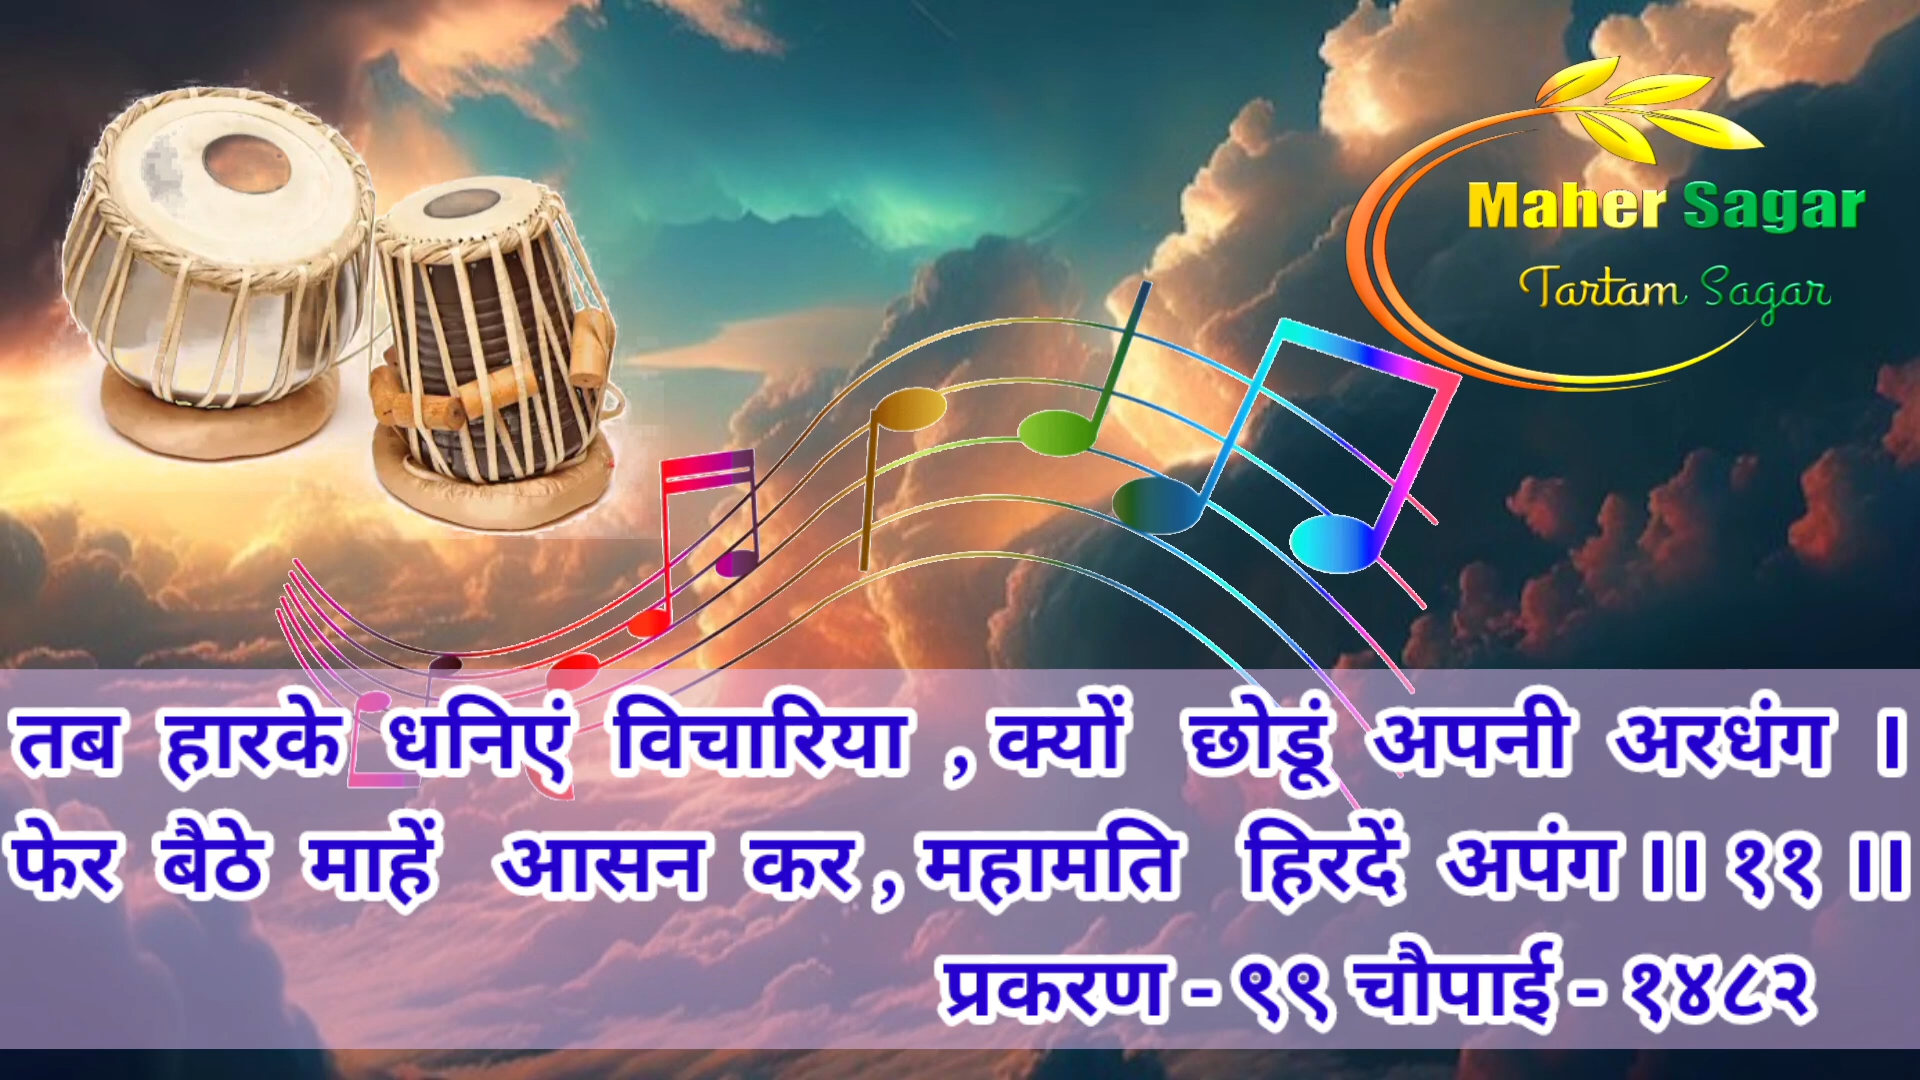 Maher Sagar
Tartam Sagar
तब हारके धनिएं विचारिया , क्यों छोडूं अपनी अरधंग ।
फेर बैठे माहें आसन कर , महामति हिरदें अपंग ।। ११ ।।
प्रकरण - ९९ चौपाई - १४८२